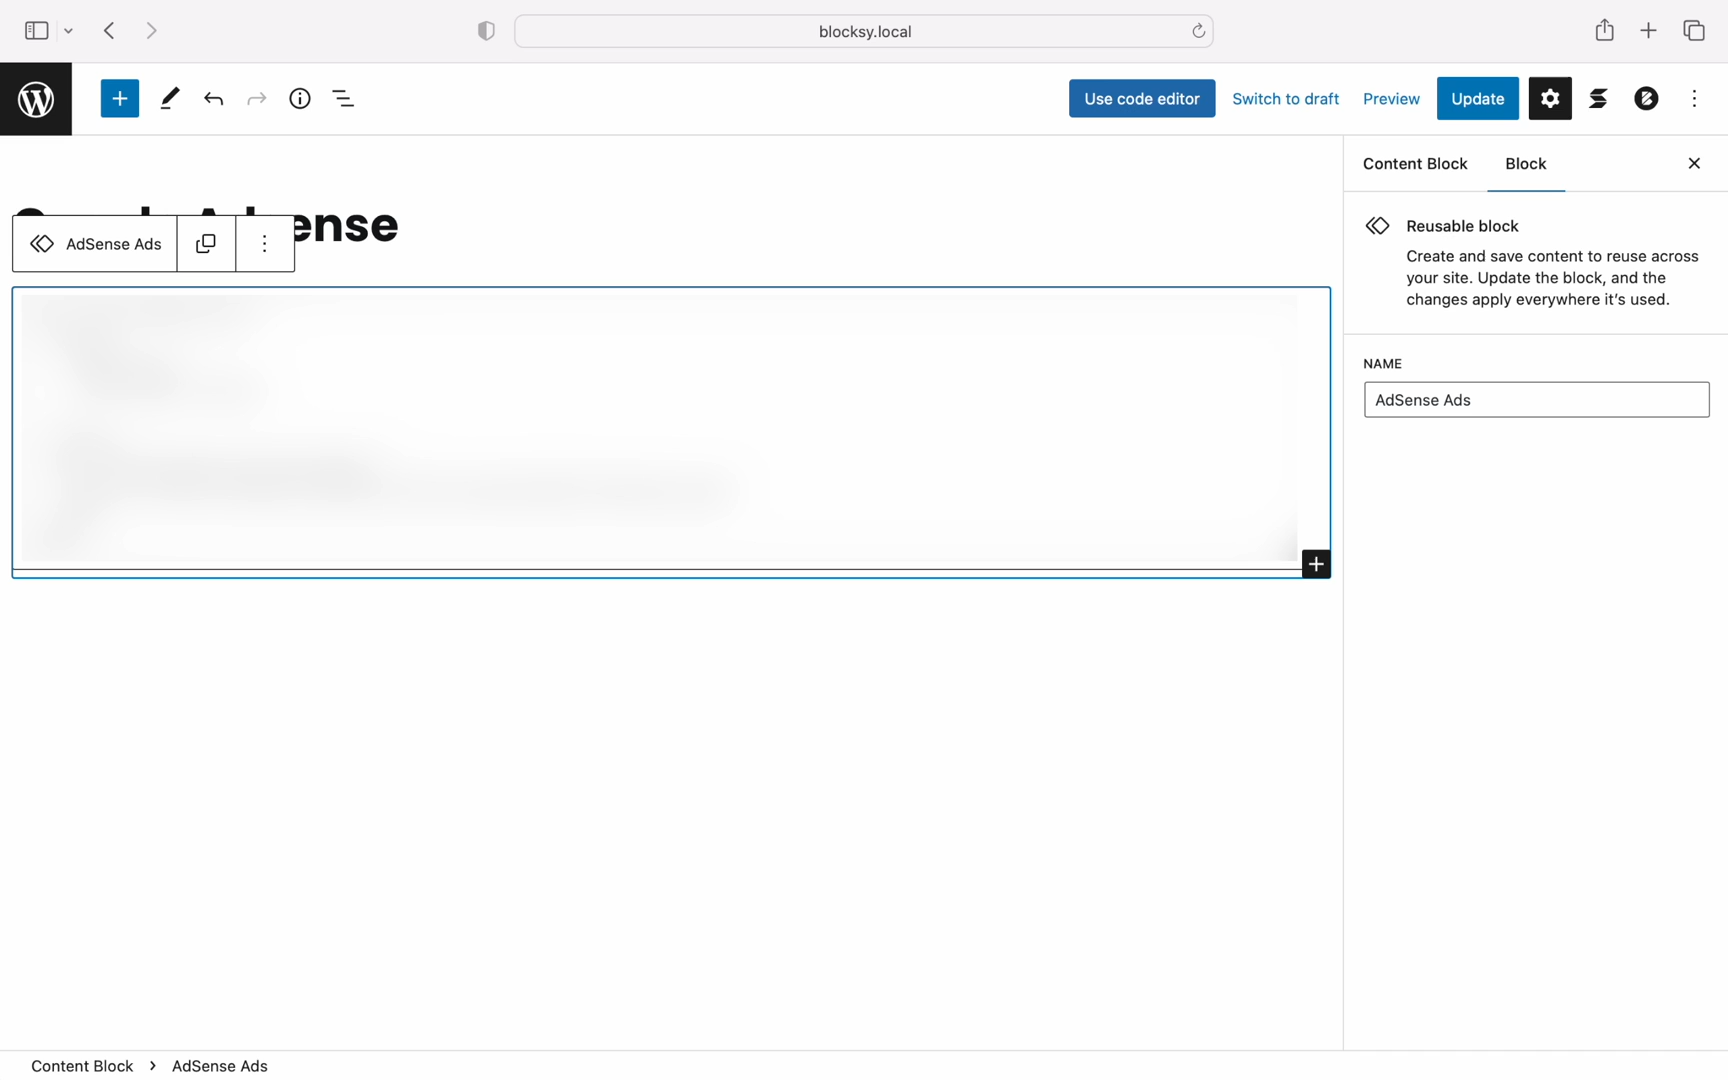 blocksy.local
Use code editor
Switch to draft
Preview
Update
Content Block
Block
AdSense Ads
Reusable block
Create and save content to reuse across
your site. Update the block, and the
changes apply everywhere it's used.
NAME
AdSense Ads
Content Block
AdSense Ads